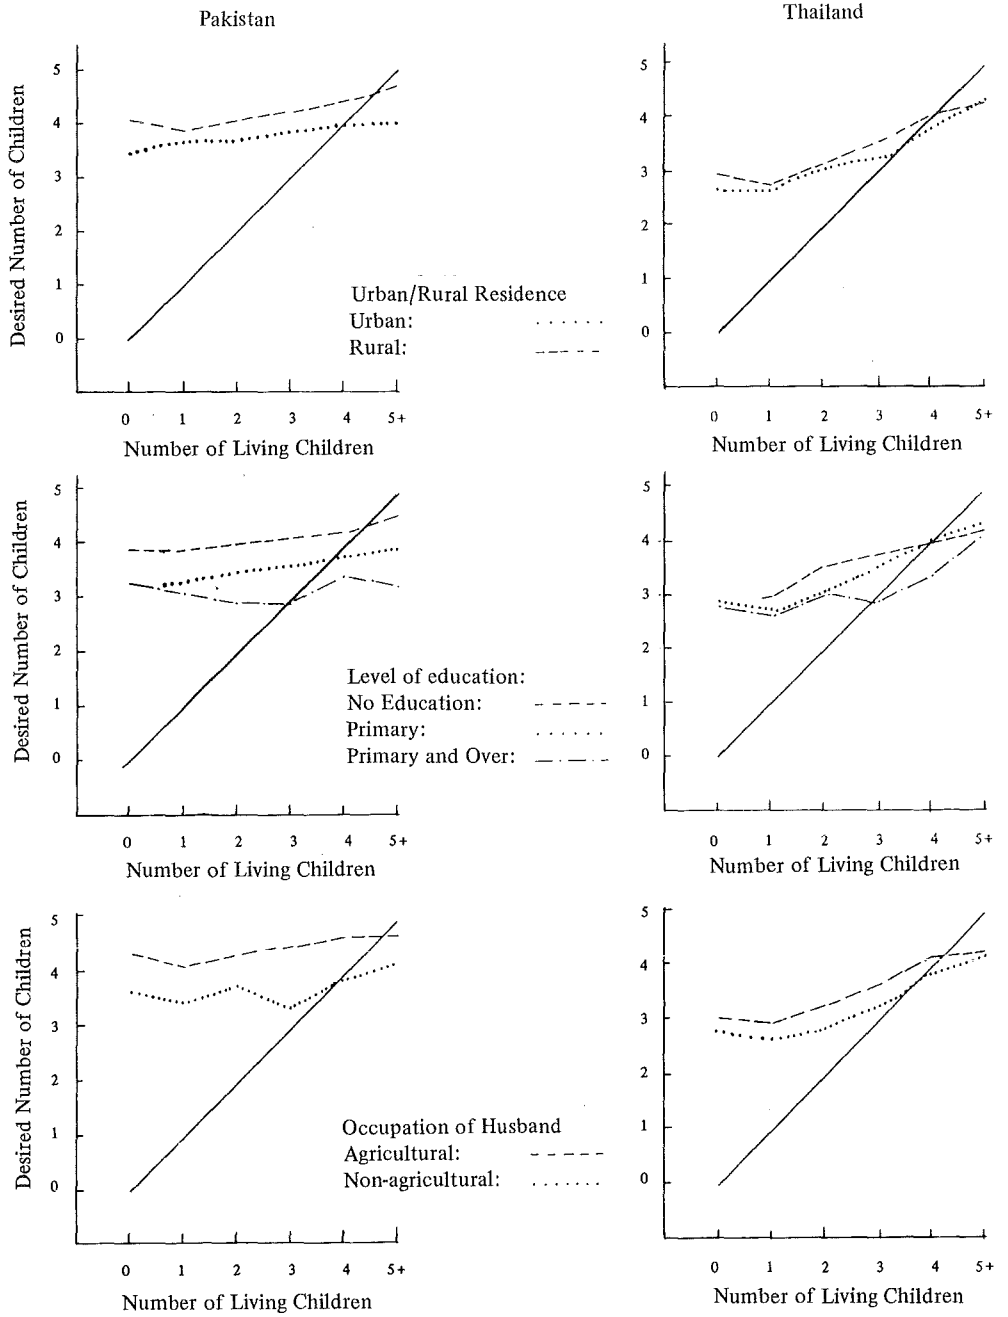 Pakistan
Thailand
Desired Number of Children
5
4
3
2
1
0
0 1 2 3 4 5+
Number of Living Children
5
4
3
2
1
0
0 1 2 3 4 5+
Number of Living Children
Urban/Rural Residence
Urban:
Rural:
Desired Number of Children
5
4
3
2
1
0
0 1 2 3 4 5+
Number of Living Children
5
4
3
2
1
0
0 1 2 3 4 5+
Number of Living Children
Level of education:
No Education:
Primary:
Primary and Over:
Desired Number of Children
5
4
3
2
1
0
0 1 2 3 4 5+
Number of Living Children
5
4
3
2
1
0
0 1 2 3 4 5+
Number of Living Children
Occupation of Husband
Agricultural:
Non-agricultural: